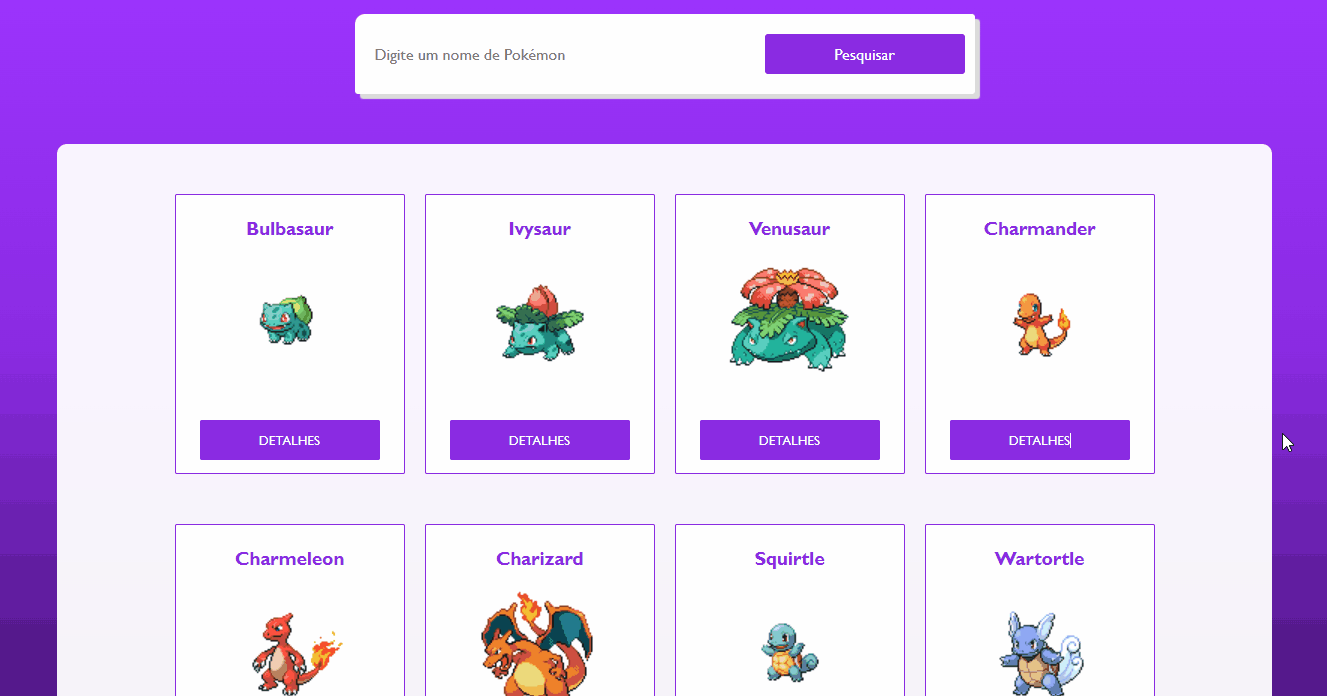 Digite um nome de Pokémon
Pesquisar
Bulbasaur
Ivysaur
Venusaur
Charmander
DETALHES
DETALHES
DETALHES
DETALHES
Charmeleon
Charizard
Squirtle
Wartortle